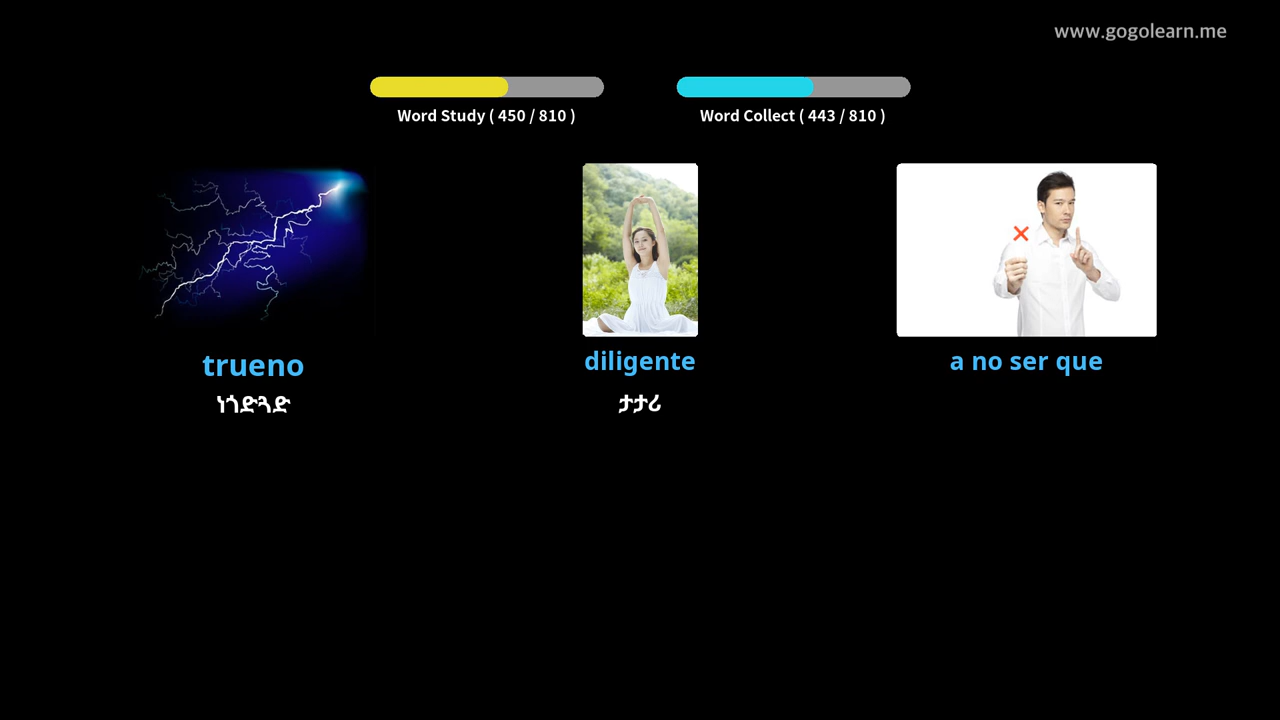 www.gogolearn.me
Word Study ( 450 / 810 )
Word Collect ( 443 / 810 )
trueno
diligente
a no ser que
ነጎድጓድ
ታታሪ